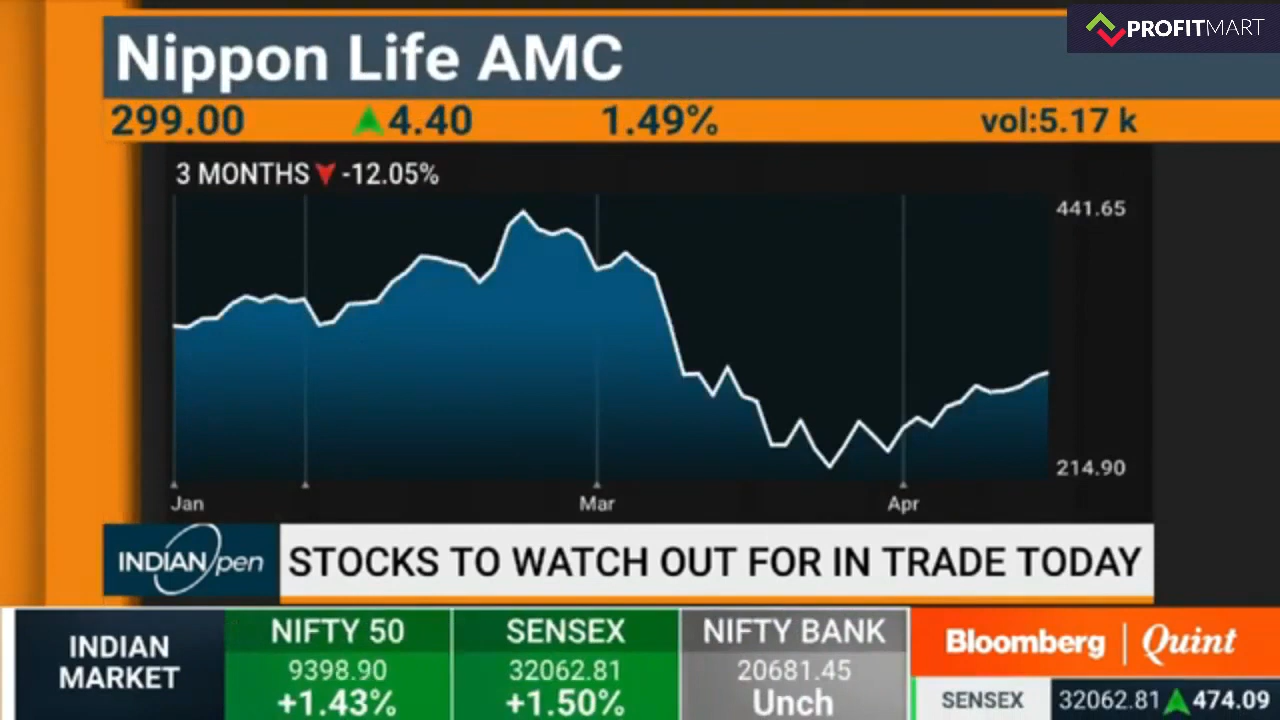 PROFITMART
Nippon Life AMC
299.00 4.40 1.49% vol:5.17 k
3 MONTHS -12.05%
441.65
214.90
Jan Mar Apr
INDIAN Open STOCKS TO WATCH OUT FOR IN TRADE TODAY
INDIAN
MARKET
NIFTY 50
9398.90
+1.43%
SENSEX
32062.81
+1.50%
NIFTY BANK
20681.45
Unch
Bloomberg | Quint
SENSEX 32062.81 474.09